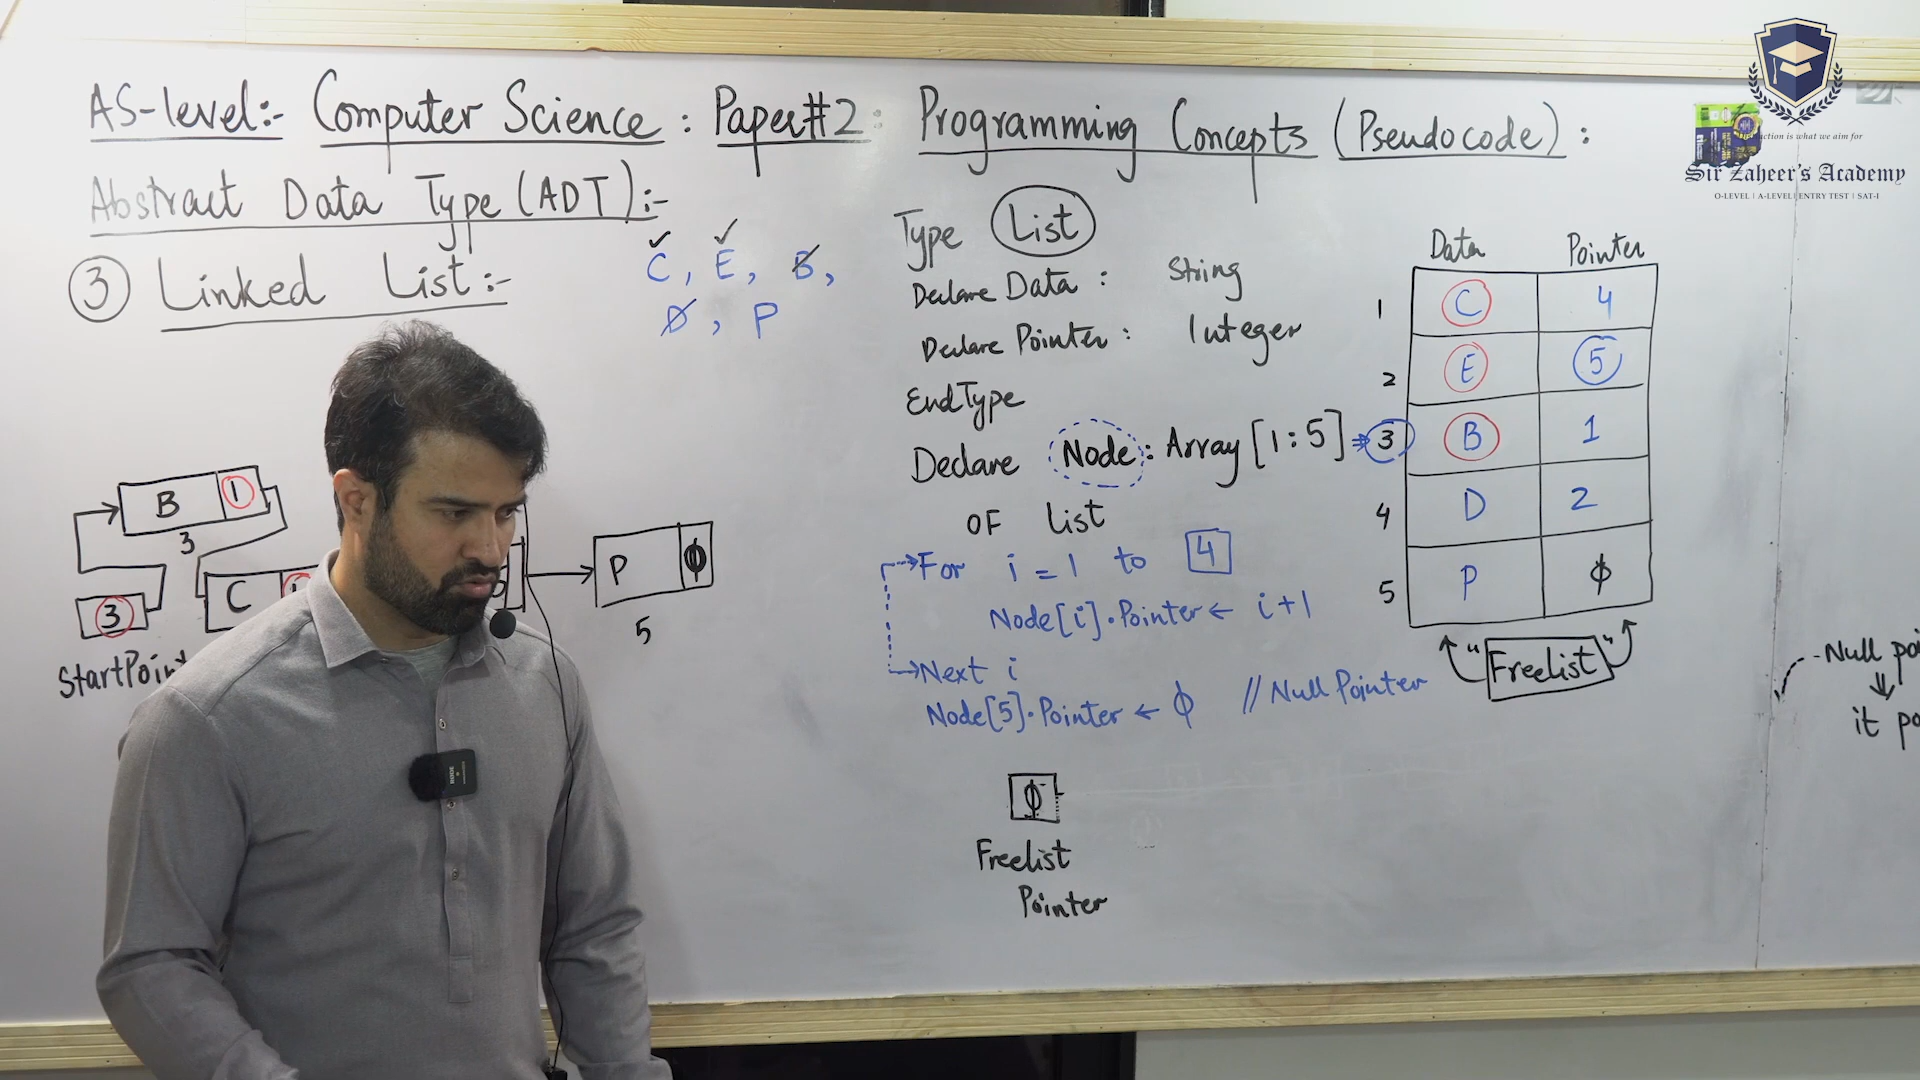 AS-level:- Computer Science : Paper#2 : Programming Concepts (Pseudocode) :
Abstract Data Type (ADT):-
③ Linked List:-
C, E, B,
D, P
Type List
Declare Data : String
Declare Pointer : Integer
EndType
Declare Node : Array [1:5] ⇒
OF List
For i = 1 to 4
Node[i].Pointer ← i+1
Next i
Node[5].Pointer ← φ // Null Pointer
φ
Freelist
Pointer
Data Pointer
1 C 4
2 E 5
3 B 1
4 D 2
5 P φ
"Freelist"
- Null
⇓
it
B 1
3
3
C
P φ
5
Sir Zaheer's Academy
O-LEVEL | A-LEVEL | ENTRY TEST | SAT-I